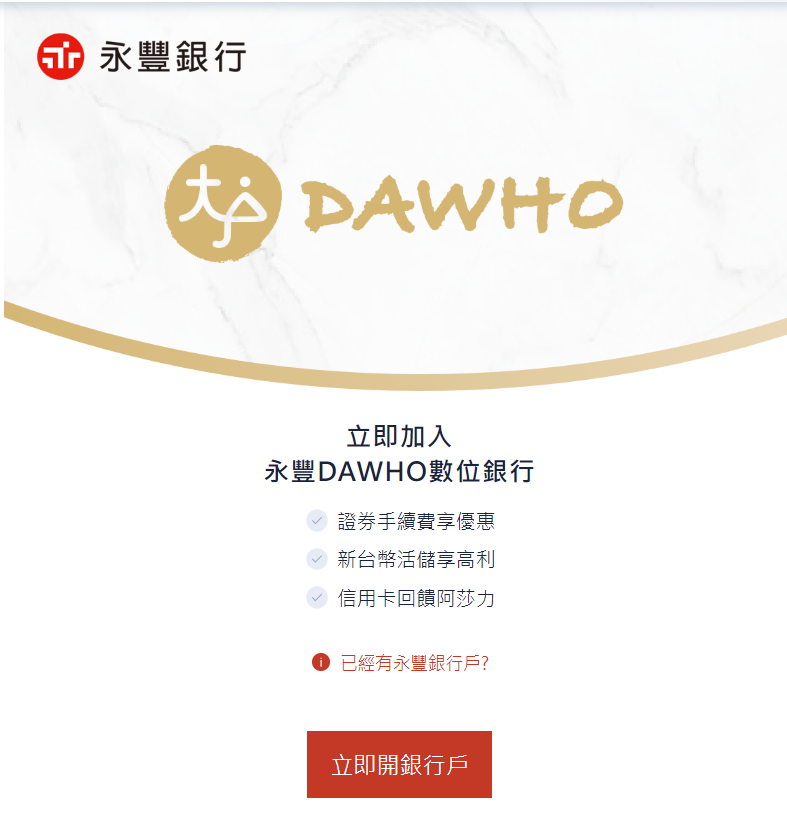 永豐銀行
大戶 DAWHO
立即加入
永豐DAWHO數位銀行
證券手續費享優惠
新台幣活儲享高利
信用卡回饋阿莎力
已經有永豐銀行戶?
立即開銀行戶